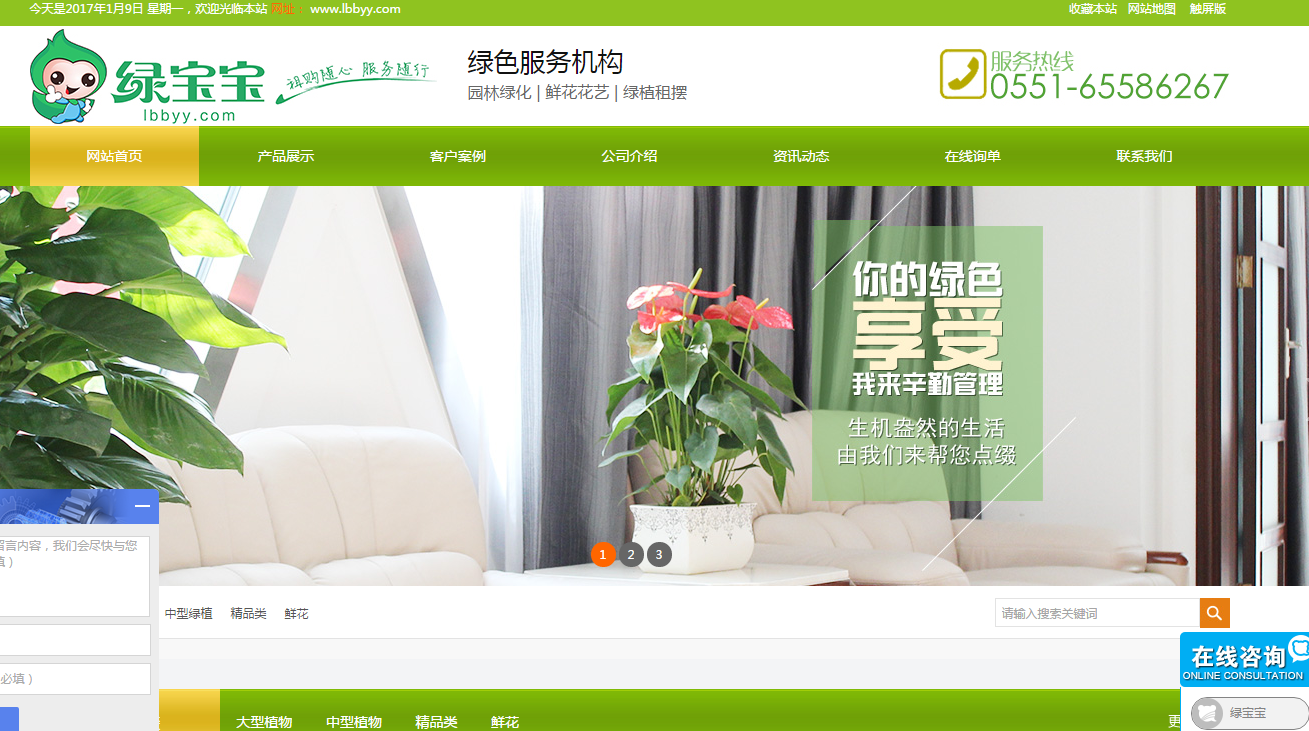 今天是2017年1月9日 星期一，欢迎光临本站 网址： www.lbbyy.com
收藏本站 网站地图 触屏版
绿宝宝
lbbyy.com
绿色服务机构
园林绿化 | 鲜花花艺 | 绿植租摆
服务热线
0551-65586267
网站首页 产品展示 客户案例 公司介绍 资讯动态 在线询单 联系我们
你的绿色
享受
我来辛勤管理
生机盎然的生活
由我们来帮您点缀
1 2 3
留言内容，我们会尽快与您
填）
必填）
中型绿植 精品类 鲜花
请输入搜索关键词
在线咨询
ONLINE CONSULTATION
绿宝宝
大型植物 中型植物 精品类 鲜花
更